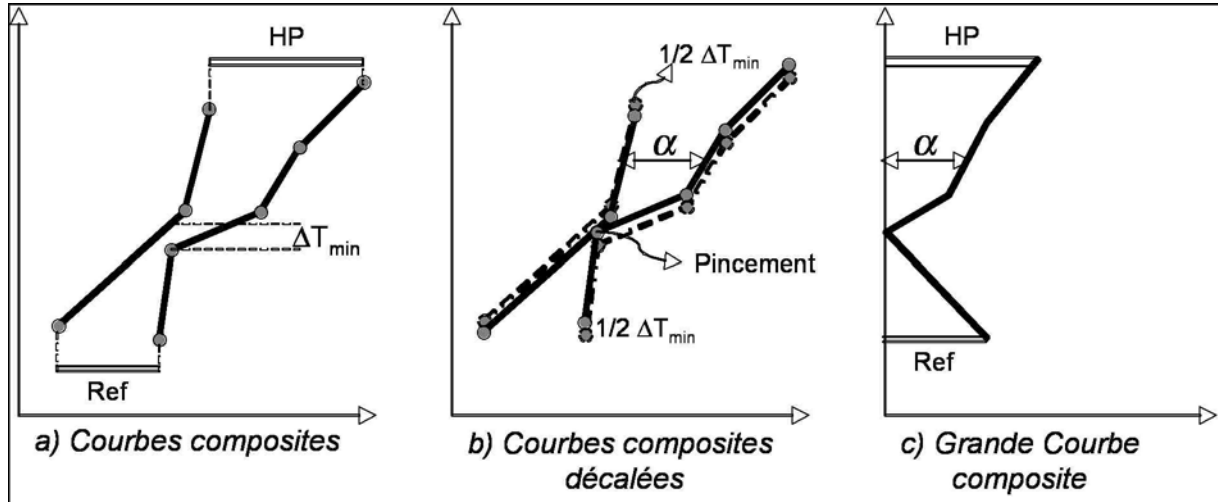 HP
ΔTmin
Ref
a) Courbes composites
1/2 ΔTmin
α
Pincement
1/2 ΔTmin
b) Courbes composites
décalées
HP
α
Ref
c) Grande Courbe
composite